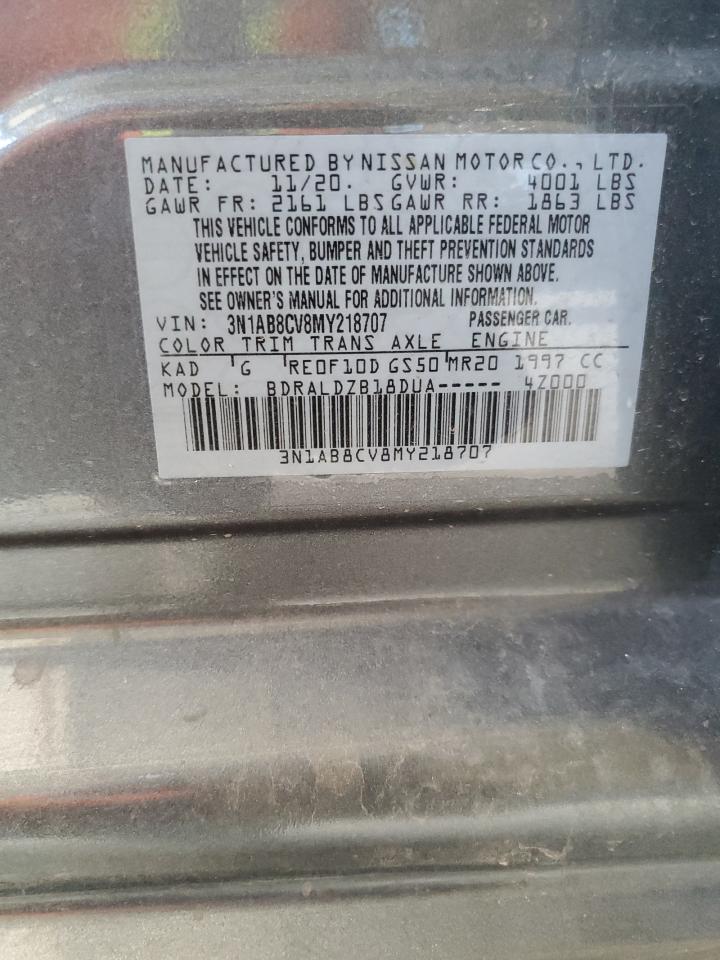 MANUFACTURED BY NISSAN MOTOR CO., LTD.
DATE: 11/20. GVWR: 4001 LBS
GAWR FR: 2161 LBS GAWR RR: 1863 LBS
THIS VEHICLE CONFORMS TO ALL APPLICABLE FEDERAL MOTOR
VEHICLE SAFETY, BUMPER AND THEFT PREVENTION STANDARDS
IN EFFECT ON THE DATE OF MANUFACTURE SHOWN ABOVE.
SEE OWNER'S MANUAL FOR ADDITIONAL INFORMATION.
VIN: 3N1AB8CV8MY218707 PASSENGER CAR.
COLOR TRIM TRANS AXLE ENGINE
KAD G RE0F10D GS50 MR20 1997 CC
MODEL: BDRALDZB18DUA----- 4Z000
3N1AB8CV8MY218707